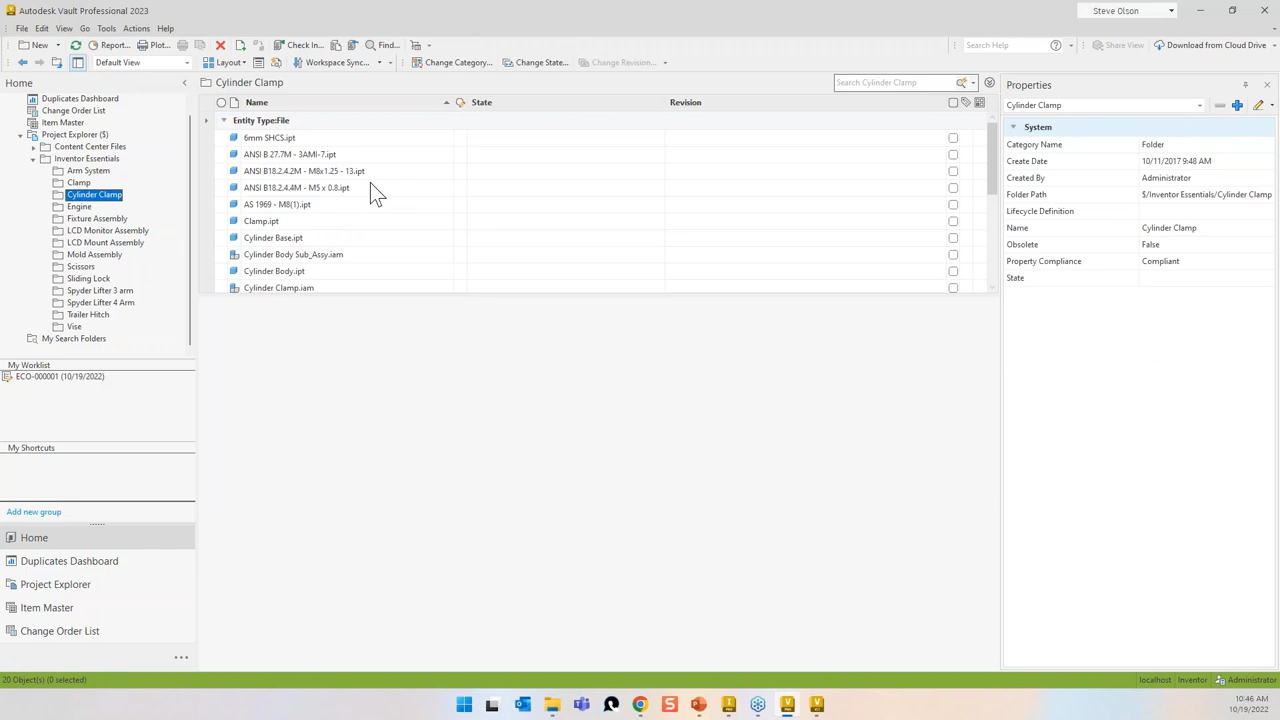 Autodesk Vault Professional 2023
Steve Olson
File Edit View Go Tools Actions Help
New Report... Plot... Check In... Find... Search Help Share View Download from Cloud Drive
Default View Layout Workspace Sync... Change Category... Change State... Change Revision...
Home
Duplicates Dashboard
Change Order List
Item Master
Project Explorer ($)
Content Center Files
Inventor Essentials
Arm System
Clamp
Cylinder Clamp
Engine
Fixture Assembly
LCD Monitor Assembly
LCD Mount Assembly
Mold Assembly
Scissors
Sliding Lock
Spyder Lifter 3 arm
Spyder Lifter 4 Arm
Trailer Hitch
Vise
My Search Folders
My Worklist
ECO-000001 (10/19/2022)
My Shortcuts
Add new group
Home
Duplicates Dashboard
Project Explorer
Item Master
Change Order List
Cylinder Clamp
Search Cylinder Clamp
Name State Revision
Entity Type:File
6mm SHCS.ipt
ANSI B 27.7M - 3AMI-7.ipt
ANSI B18.2.4.2M - M8x1.25 - 13.ipt
ANSI B18.2.4.4M - M5 x 0.8.ipt
AS 1969 - M8(1).ipt
Clamp.ipt
Cylinder Base.ipt
Cylinder Body Sub_Assy.iam
Cylinder Body.ipt
Cylinder Clamp.iam
Properties
Cylinder Clamp
System
Category Name Folder
Create Date 10/11/2017 9:48 AM
Created By Administrator
Folder Path $/Inventor Essentials/Cylinder Clamp
Lifecycle Definition
Name Cylinder Clamp
Obsolete False
Property Compliance Compliant
State
20 Object(s) (0 selected)
localhost Inventor Administrator
10:46 AM
10/19/2022